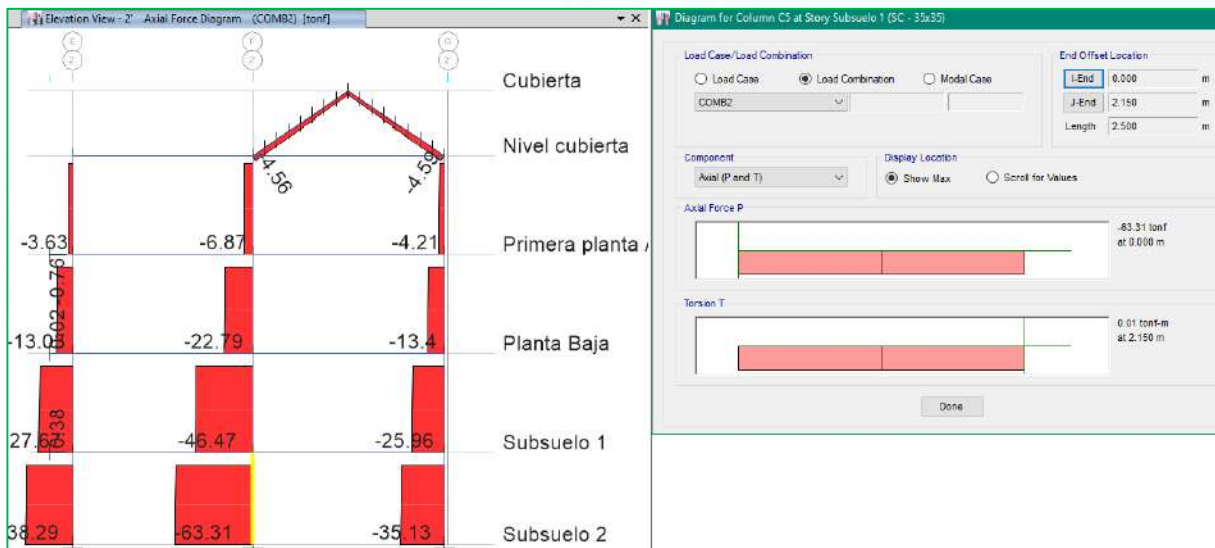 Elevation View - 2' Axial Force Diagram (COMB2) [tonf]
E
F
G
2'
2
2'
Cubierta
Nivel cubierta
-4.56
-4.59
-3.63
-6.87
-4.21
Primera planta
-0.76
-13.03
-22.79
-13.4
Planta Baja
-46.47
-25.96
Subsuelo 1
38.29
-63.31
-35.13
Subsuelo 2
Diagram for Column C5 at Story Subsuelo 1 (SC - 35x35)
Load Case/Load Combination
Load Case
Load Combination
Modal Case
COMB2
End Offset Location
I-End 0.000 m
J-End 2.150 m
Length 2.500 m
Component
Axial (P and T)
Display Location
Show Max
Scroll for Values
Axial Force P
-63.31 tonf
at 0.000 m
Torsion T
0.01 tonf-m
at 2.150 m
Done